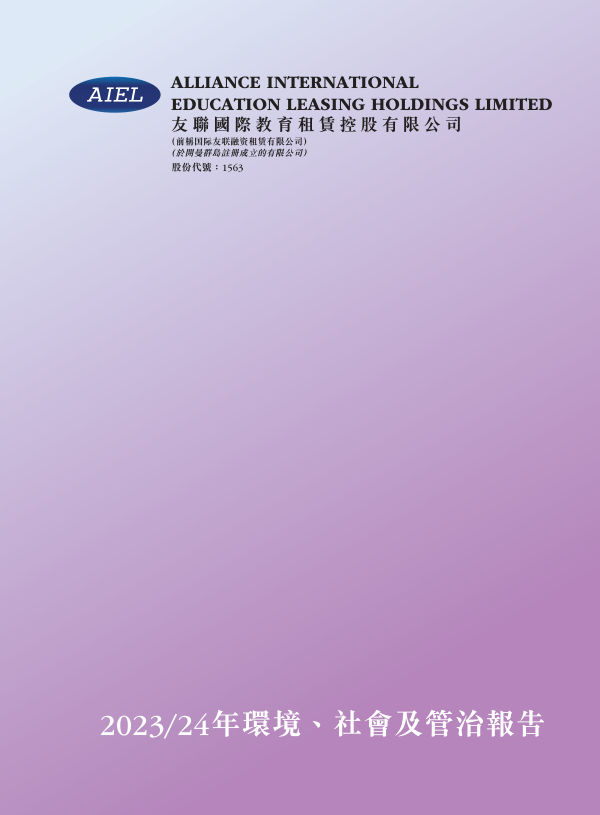 AIEL
ALLIANCE INTERNATIONAL
EDUCATION LEASING HOLDINGS LIMITED
友聯國際教育租賃控股有限公司
(前稱国际友联融资租赁有限公司)
(於開曼群島註冊成立的有限公司)
股份代號：1563
2023/24年環境、社會及管治報告